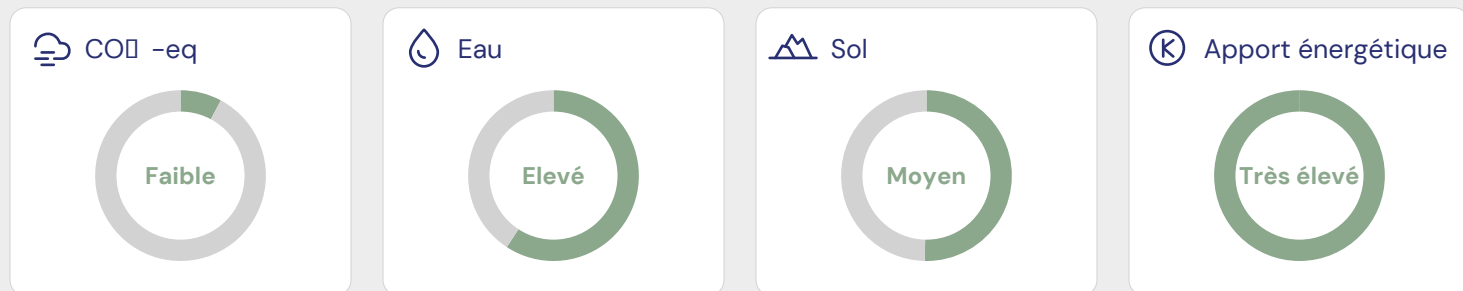 CO▯ -eq
Eau
Sol
Apport énergétique
Faible
Elevé
Moyen
Très élevé